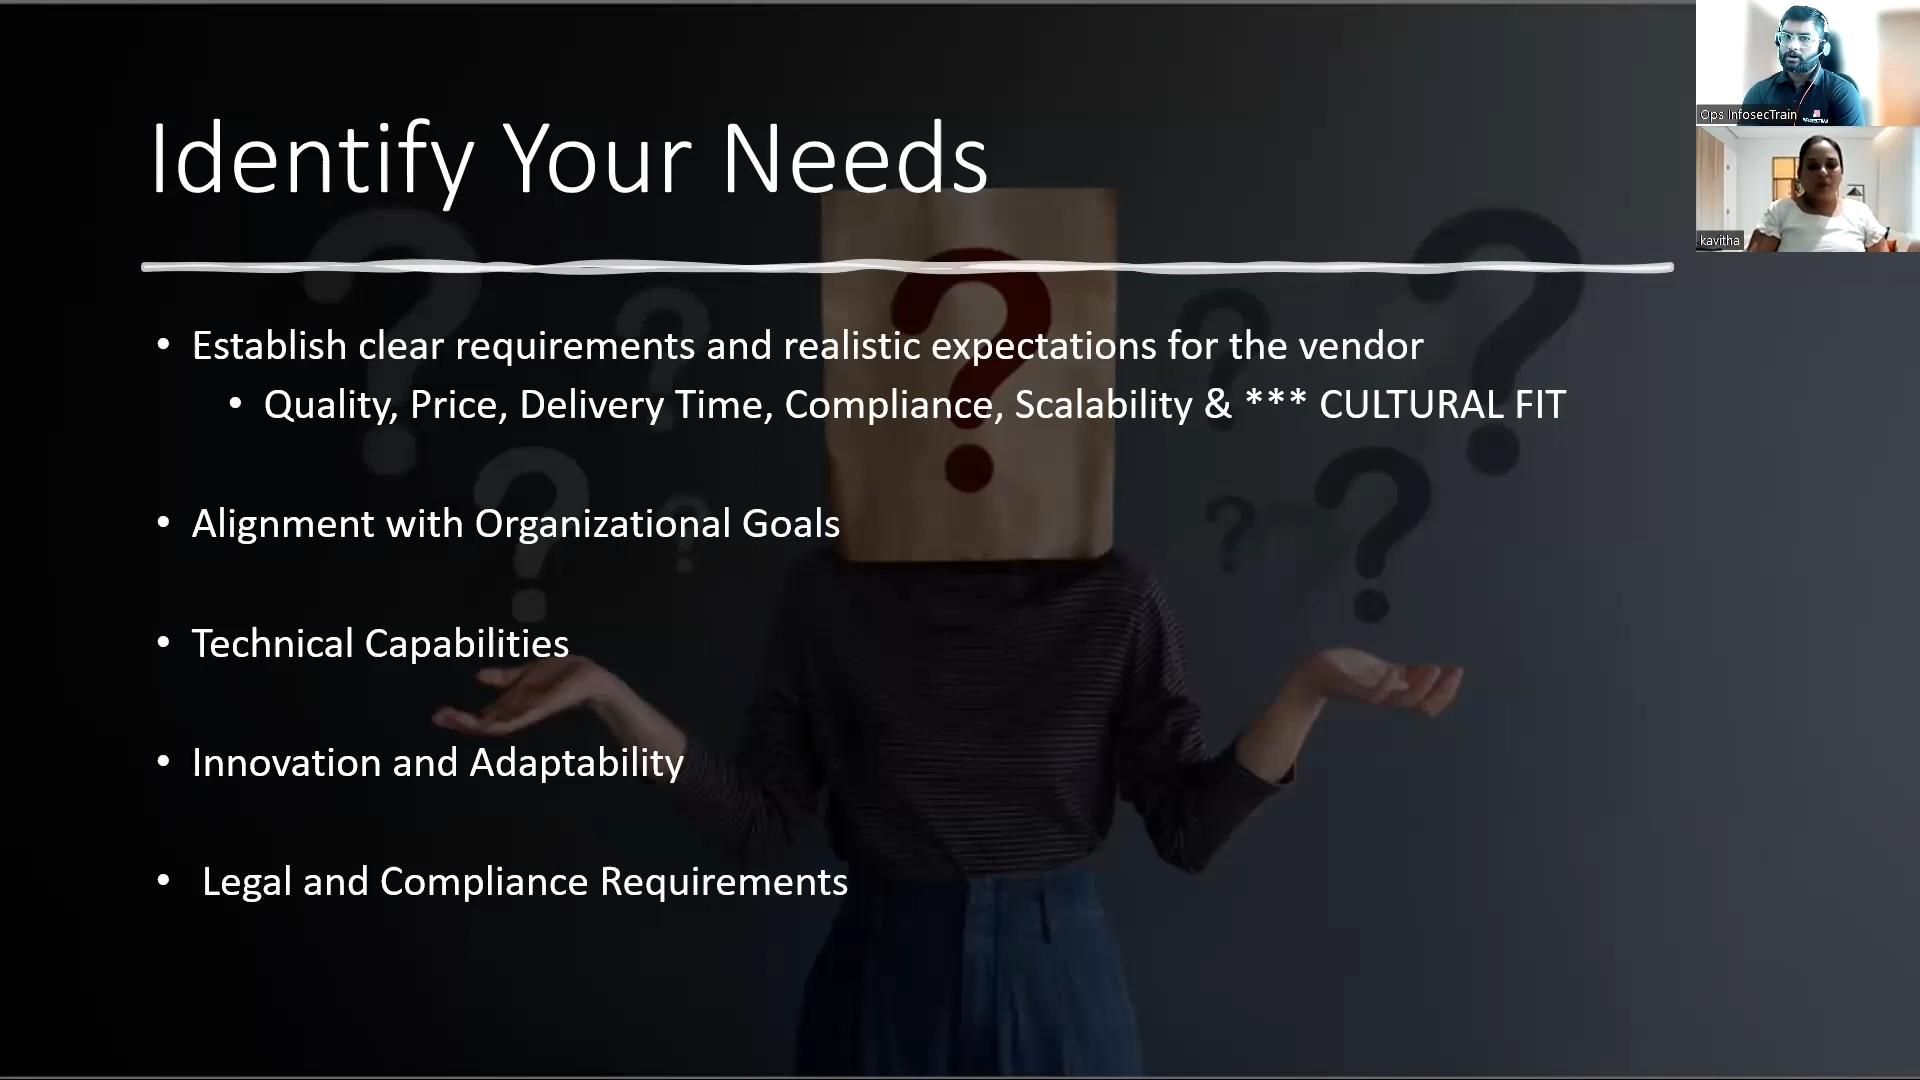 Identify Your Needs
• Establish clear requirements and realistic expectations for the vendor
• Quality, Price, Delivery Time, Compliance, Scalability & *** CULTURAL FIT
• Alignment with Organizational Goals
• Technical Capabilities
• Innovation and Adaptability
• Legal and Compliance Requirements
Ops InfosecTrain
kavitha